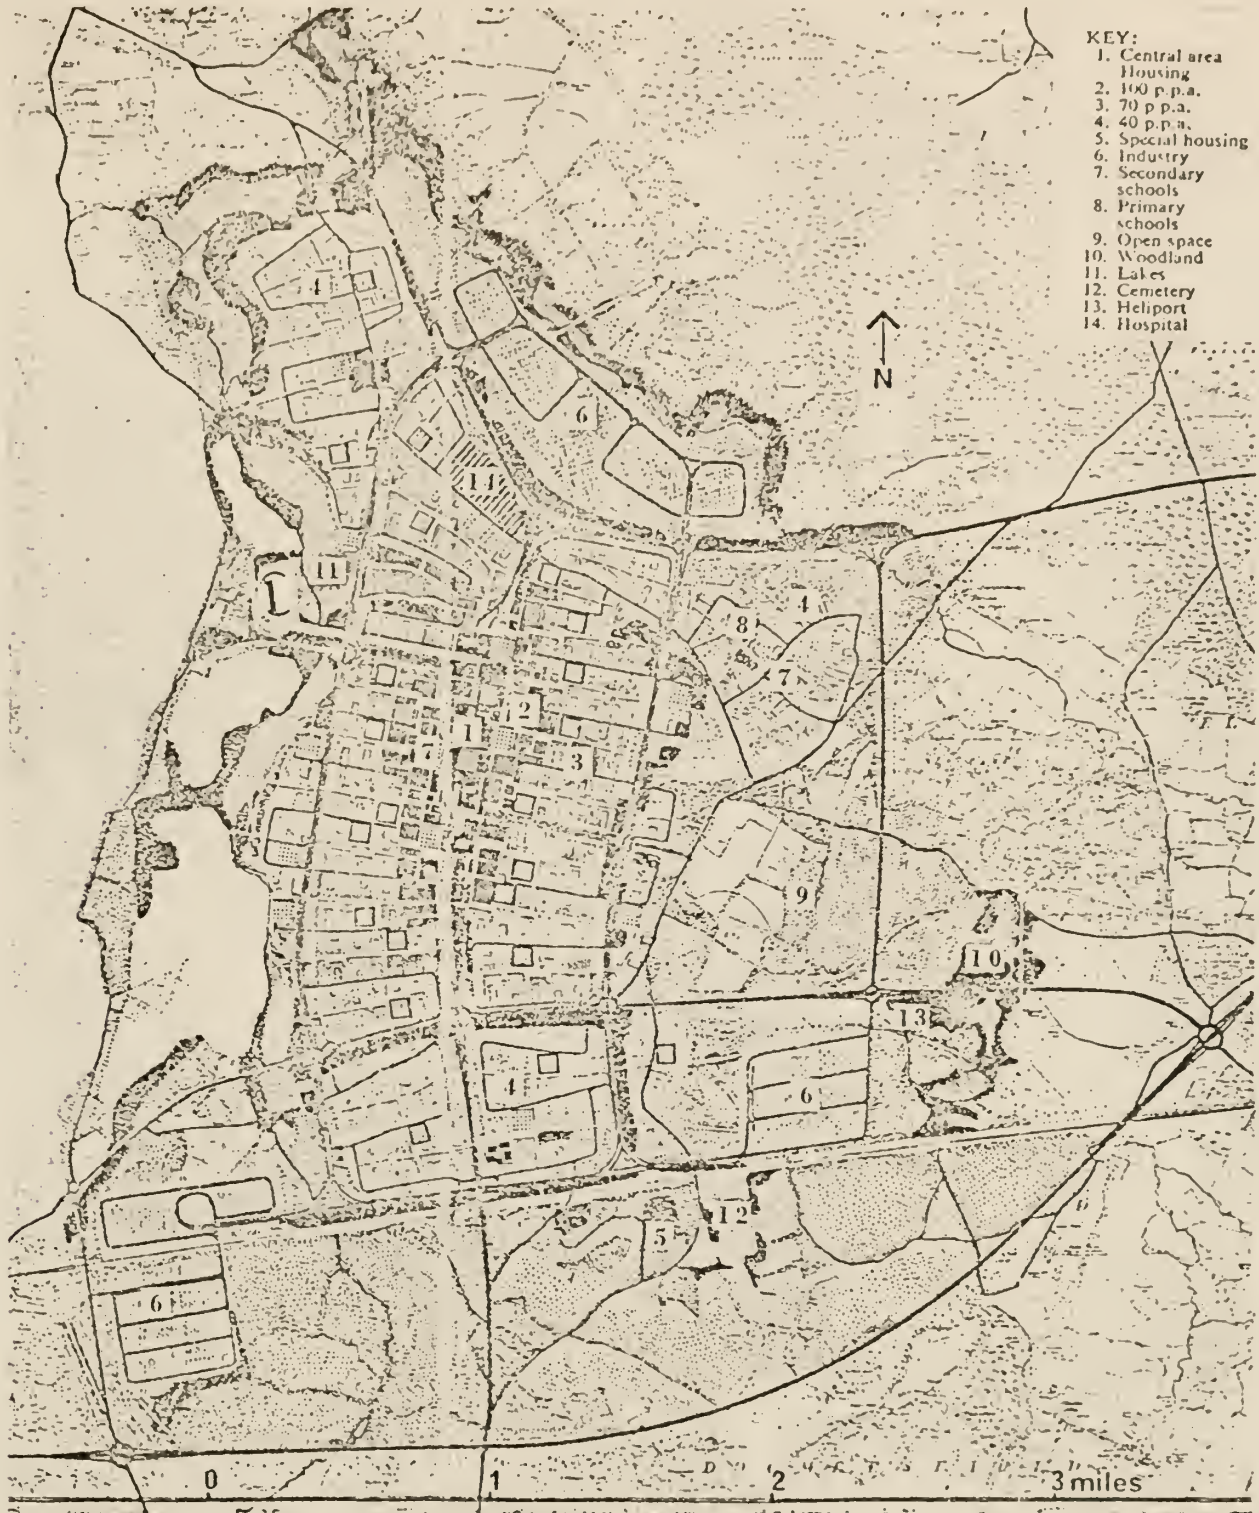 KEY:
1. Central area
Housing
2. 100 p.p.a.
3. 70 p.p.a.
4. 40 p.p.a.
5. Special housing
6. Industry
7. Secondary
schools
8. Primary
schools
9. Open space
10. Woodland
11. Lakes
12. Cemetery
13. Heliport
14. Hospital
N
4
6
14
11
4
8
7
2
1
3
9
10
13
4
6
12
5
6
6
0 1 2 3 miles